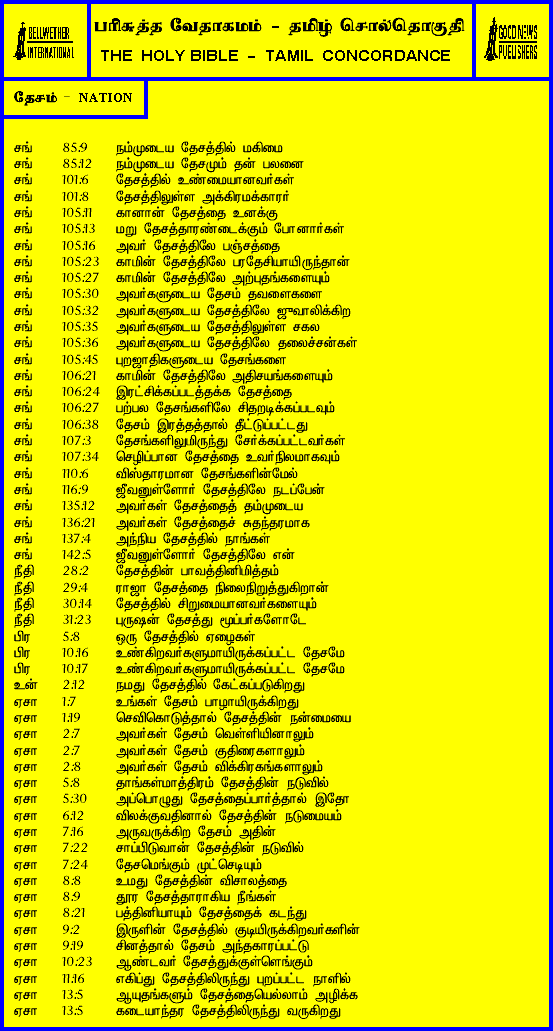 BELLWETHER
INTERNATIONAL
பரிசுத்த வேதாகமம் - தமிழ் சொல்தொகுதி
THE HOLY BIBLE - TAMIL CONCORDANCE
GOOD NEWS
PUBLISHERS
தேசம் - NATION
சங் 85:9 நம்முடைய தேசத்தில் மகிமை
சங் 85:12 நம்முடைய தேசமும் தன் பலனை
சங் 101:6 தேசத்தில் உண்மையானவர்கள்
சங் 101:8 தேசத்திலுள்ள அக்கிரமக்காரர்
சங் 105:11 கானான் தேசத்தை உனக்கு
சங் 105:13 மறு தேசத்தாரண்டைக்கும் போனார்கள்
சங் 105:16 அவர் தேசத்திலே பஞ்சத்தை
சங் 105:23 காமின் தேசத்திலே பரதேசியாயிருந்தான்
சங் 105:27 காமின் தேசத்திலே அற்புதங்களையும்
சங் 105:30 அவர்களுடைய தேசம் தவளைகளை
சங் 105:32 அவர்களுடைய தேசத்திலே ஜுவாலிக்கிற
சங் 105:35 அவர்களுடைய தேசத்திலுள்ள சகல
சங் 105:36 அவர்களுடைய தேசத்திலே தலைச்சன்கள்
சங் 105:45 புறஜாதிகளுடைய தேசங்களை
சங் 106:21 காமின் தேசத்திலே அதிசயங்களையும்
சங் 106:24 இரட்சிக்கப்படத்தக்க தேசத்தை
சங் 106:27 பற்பல தேசங்களிலே சிதறடிக்கப்படவும்
சங் 106:38 தேசம் இரத்தத்தால் தீட்டுப்பட்டது
சங் 107:3 தேசங்களிலுமிருந்து சேர்க்கப்பட்டவர்கள்
சங் 107:34 செழிப்பான தேசத்தை உவர்நிலமாகவும்
சங் 110:6 விஸ்தாரமான தேசங்களின்மேல்
சங் 116:9 ஜீவனுள்ளோர் தேசத்திலே நடப்பேன்
சங் 135:12 அவர்கள் தேசத்தைத் தம்முடைய
சங் 136:21 அவர்கள் தேசத்தைச் சுதந்தரமாக
சங் 137:4 அந்நிய தேசத்தில் நாங்கள்
சங் 142:5 ஜீவனுள்ளோர் தேசத்திலே என்
நீதி 28:2 தேசத்தின் பாவத்தினிமித்தம்
நீதி 29:4 ராஜா தேசத்தை நிலைநிறுத்துகிறான்
நீதி 30:14 தேசத்தில் சிறுமையானவர்களையும்
நீதி 31:23 புருஷன் தேசத்து மூப்பர்களோடே
பிர 5:8 ஒரு தேசத்தில் ஏழைகள்
பிர 10:16 உண்கிறவர்களுமாயிருக்கப்பட்ட தேசமே
பிர 10:17 உண்கிறவர்களுமாயிருக்கப்பட்ட தேசமே
உன் 2:12 நமது தேசத்தில் கேட்கப்படுகிறது
ஏசா 1:7 உங்கள் தேசம் பாழாயிருக்கிறது
ஏசா 1:19 செவிகொடுத்தால் தேசத்தின் நன்மையை
ஏசா 2:7 அவர்கள் தேசம் வெள்ளியினாலும்
ஏசா 2:7 அவர்கள் தேசம் குதிரைகளாலும்
ஏசா 2:8 அவர்கள் தேசம் விக்கிரகங்களாலும்
ஏசா 5:8 தாங்கள்மாத்திரம் தேசத்தின் நடுவில்
ஏசா 5:30 அப்பொழுது தேசத்தைப்பார்த்தால் இதோ
ஏசா 6:12 விலக்குவதினால் தேசத்தின் நடுமையம்
ஏசா 7:16 அருவருக்கிற தேசம் அதின்
ஏசா 7:22 சாப்பிடுவான் தேசத்தின் நடுவில்
ஏசா 7:24 தேசமெங்கும் முட்செடியும்
ஏசா 8:8 உமது தேசத்தின் விசாலத்தை
ஏசா 8:9 தூர தேசத்தாராகிய நீங்கள்
ஏசா 8:21 பத்தினியாயும் தேசத்தைக் கடந்து
ஏசா 9:2 இருளின் தேசத்தில் குடியிருக்கிறவர்களின்
ஏசா 9:19 சினத்தால் தேசம் அந்தகாரப்பட்டு
ஏசா 10:23 ஆண்டவர் தேசத்துக்குள்ளெங்கும்
ஏசா 11:16 எகிப்து தேசத்திலிருந்து புறப்பட்ட நாளில்
ஏசா 13:5 ஆயுதங்களும் தேசத்தையெல்லாம் அழிக்க
ஏசா 13:5 கடையாந்தர தேசத்திலிருந்து வருகிறது